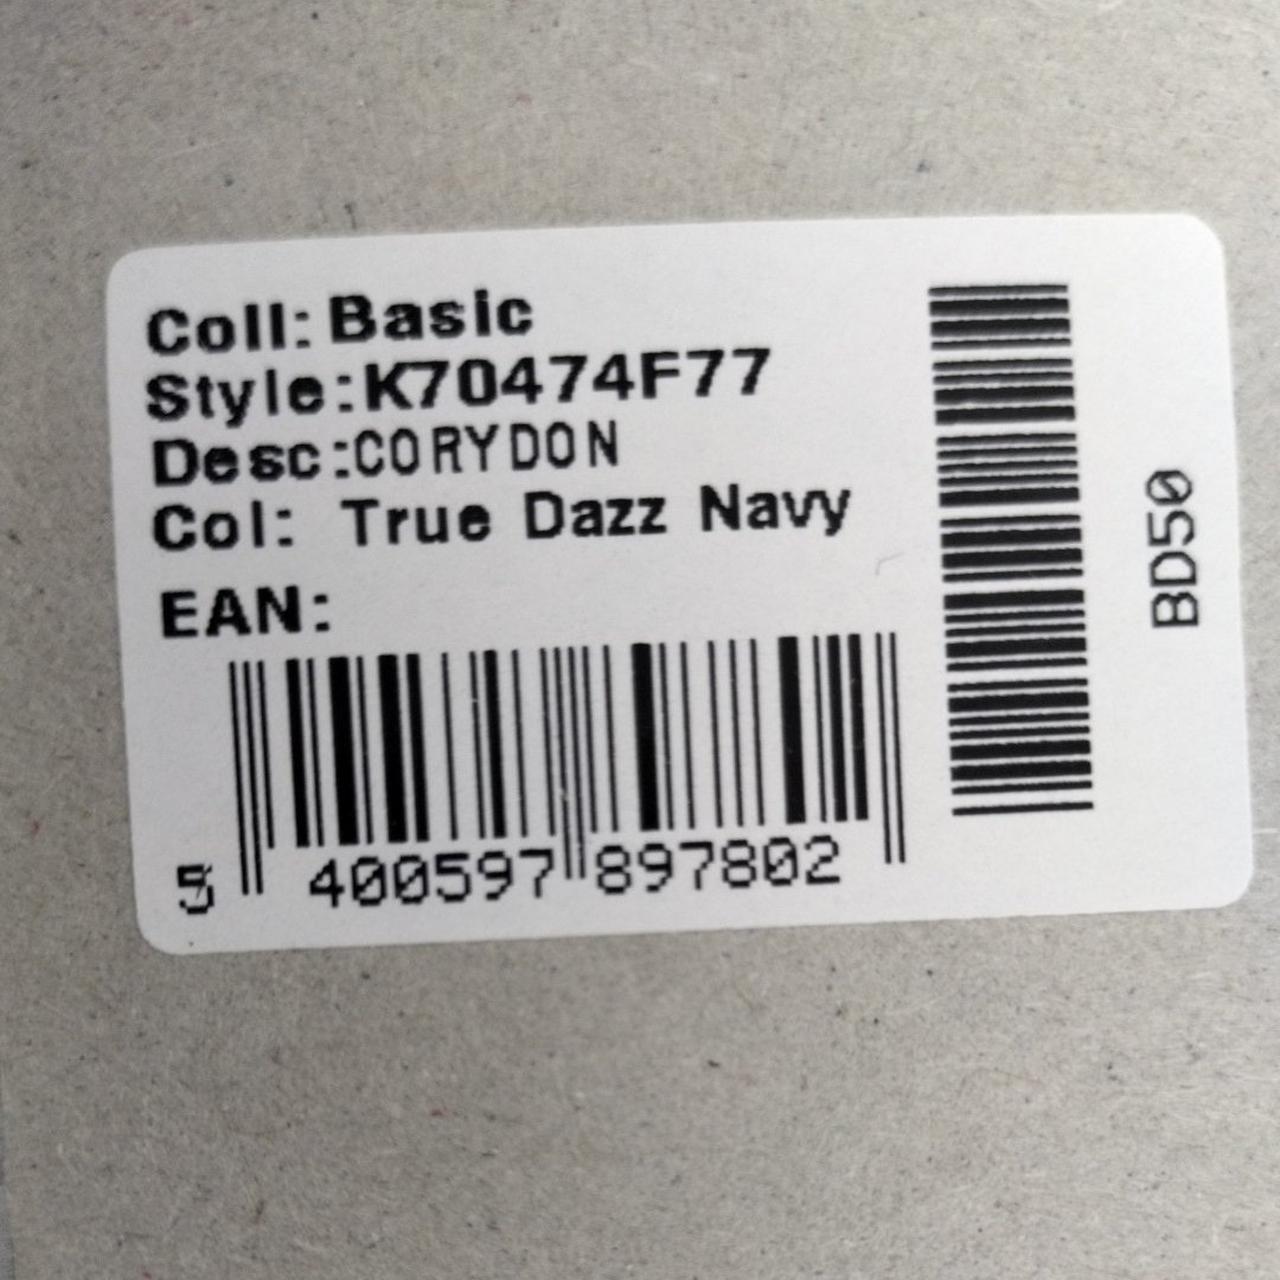 Coll: Basic
Style:K70474F77
Desc:CORYDON
Col: True Dazz Navy
EAN:
5 400597 897802
BD50